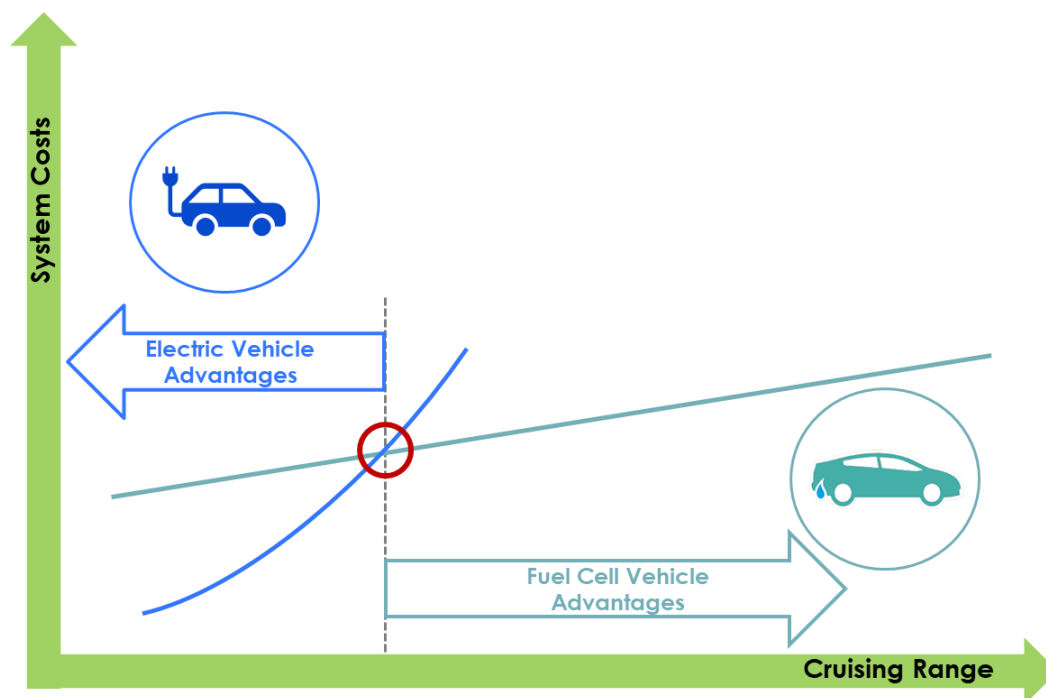 System Costs
Electric Vehicle
Advantages
Fuel Cell Vehicle
Advantages
Cruising Range